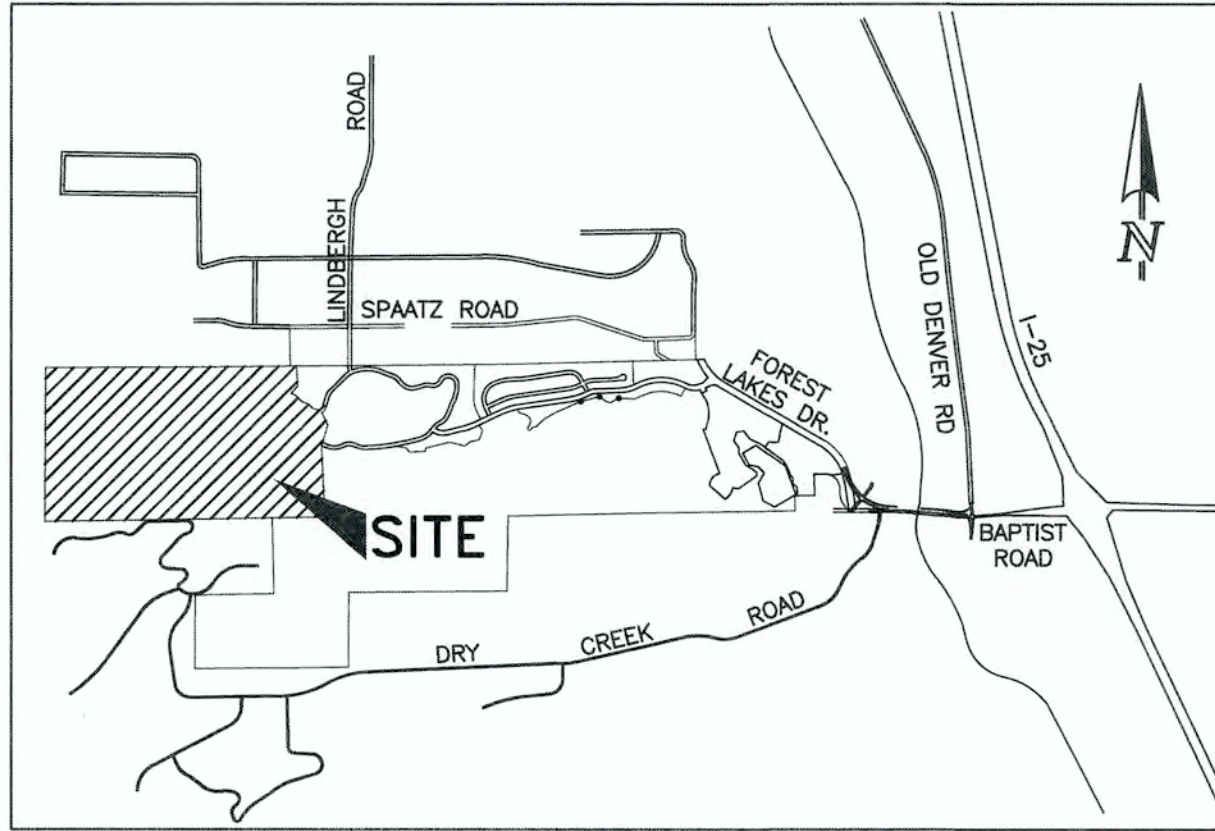 LINDBERGH ROAD
SPAATZ ROAD
FOREST
LAKES DR.
OLD DENVER RD
I-25
N
SITE
BAPTIST
ROAD
DRY CREEK ROAD